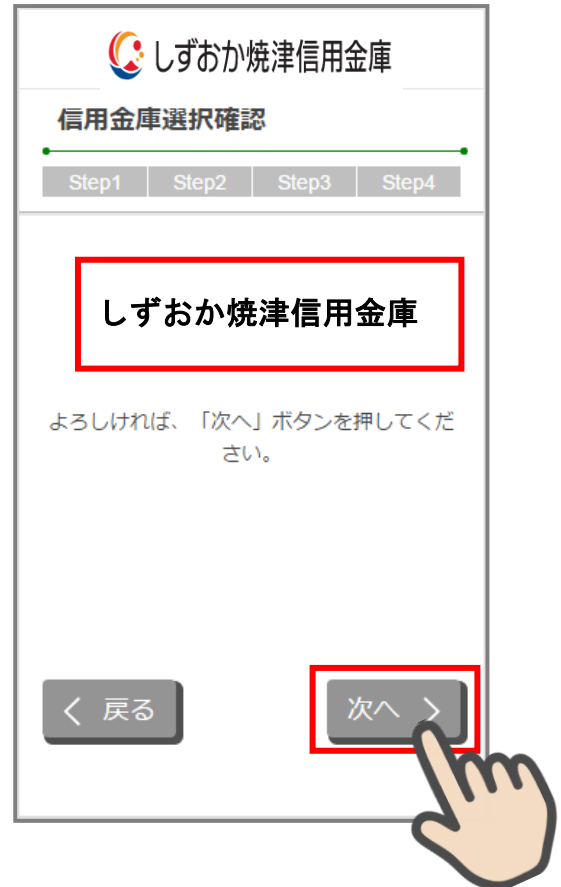 しずおか焼津信用金庫
信用金庫選択確認
Step1 Step2 Step3 Step4
しずおか焼津信用金庫
よろしければ、「次へ」ボタンを押してくだ
さい。
戻る 次へ